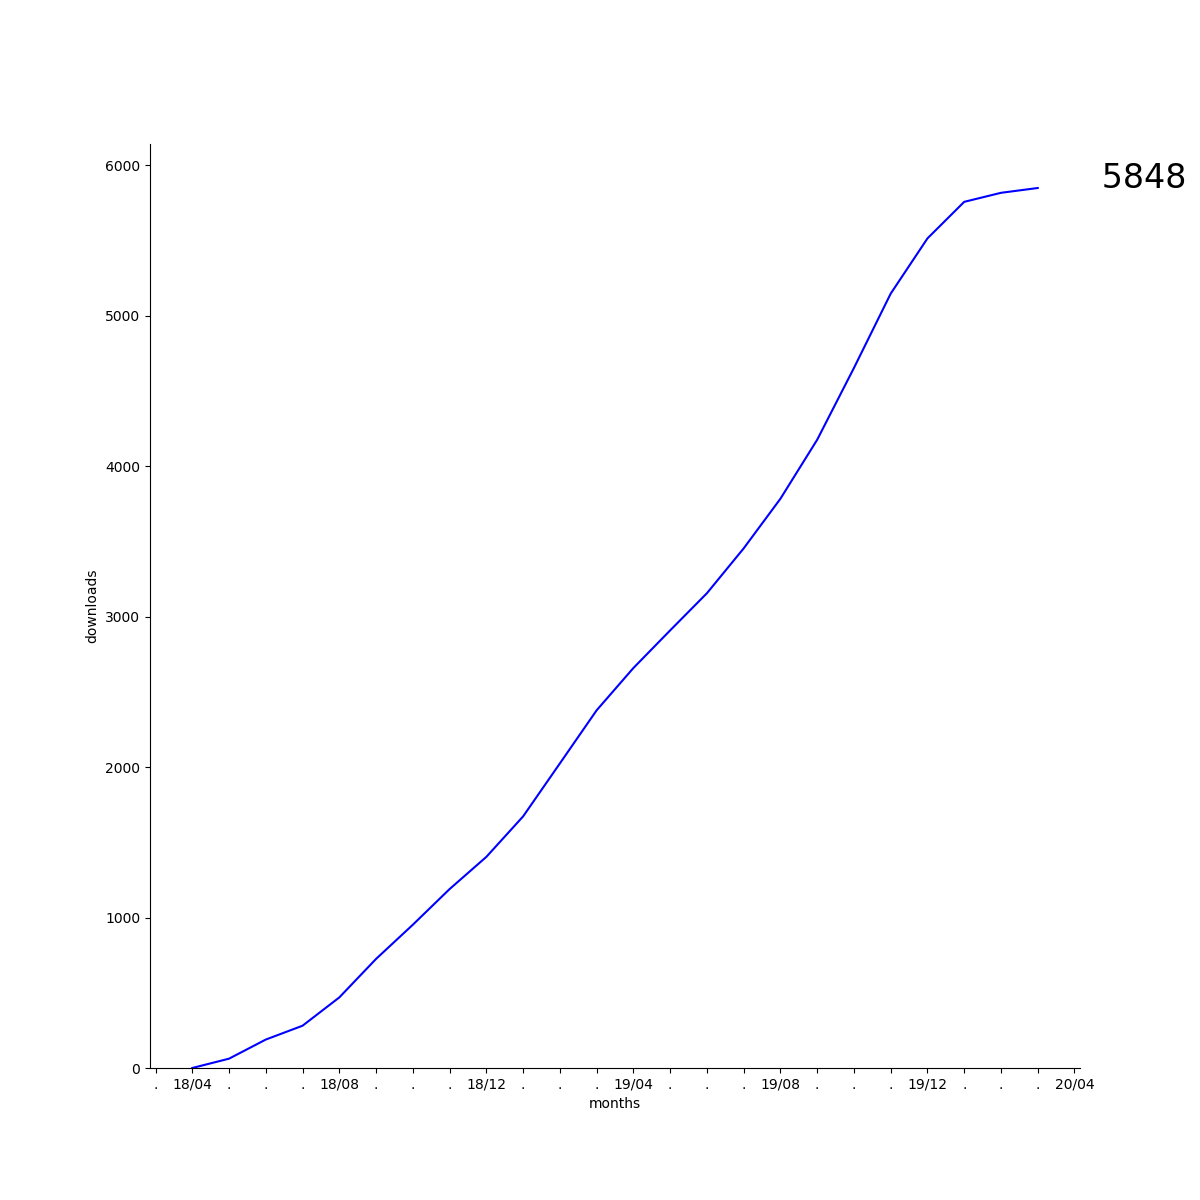 5848
6000
5000
4000
3000
2000
1000
0
downloads
. 18/04 . . . 18/08 . . . 18/12 . . . 19/04 . . . 19/08 . . . 19/12 . . . 20/04
months